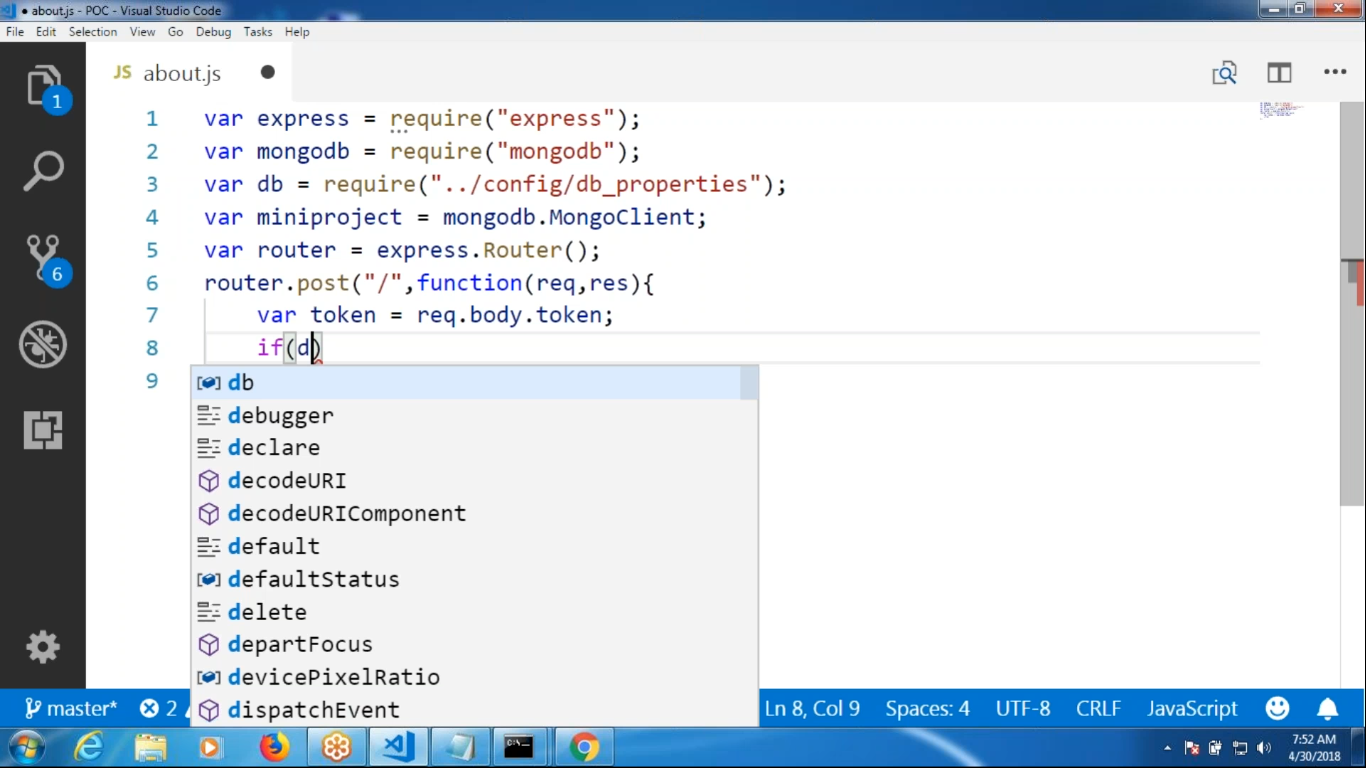 ● about.js - POC - Visual Studio Code
File Edit Selection View Go Debug Tasks Help
1
JS about.js ●
6
1 var express = require("express");
2 var mongodb = require("mongodb");
3 var db = require("../config/db_properties");
4 var miniproject = mongodb.MongoClient;
5 var router = express.Router();
6 router.post("/",function(req,res){
7 var token = req.body.token;
8 if(d)
9
db
debugger
declare
decodeURI
decodeURIComponent
default
defaultStatus
delete
departFocus
devicePixelRatio
dispatchEvent
master* 2 Ln 8, Col 9 Spaces: 4 UTF-8 CRLF JavaScript
7:52 AM
4/30/2018